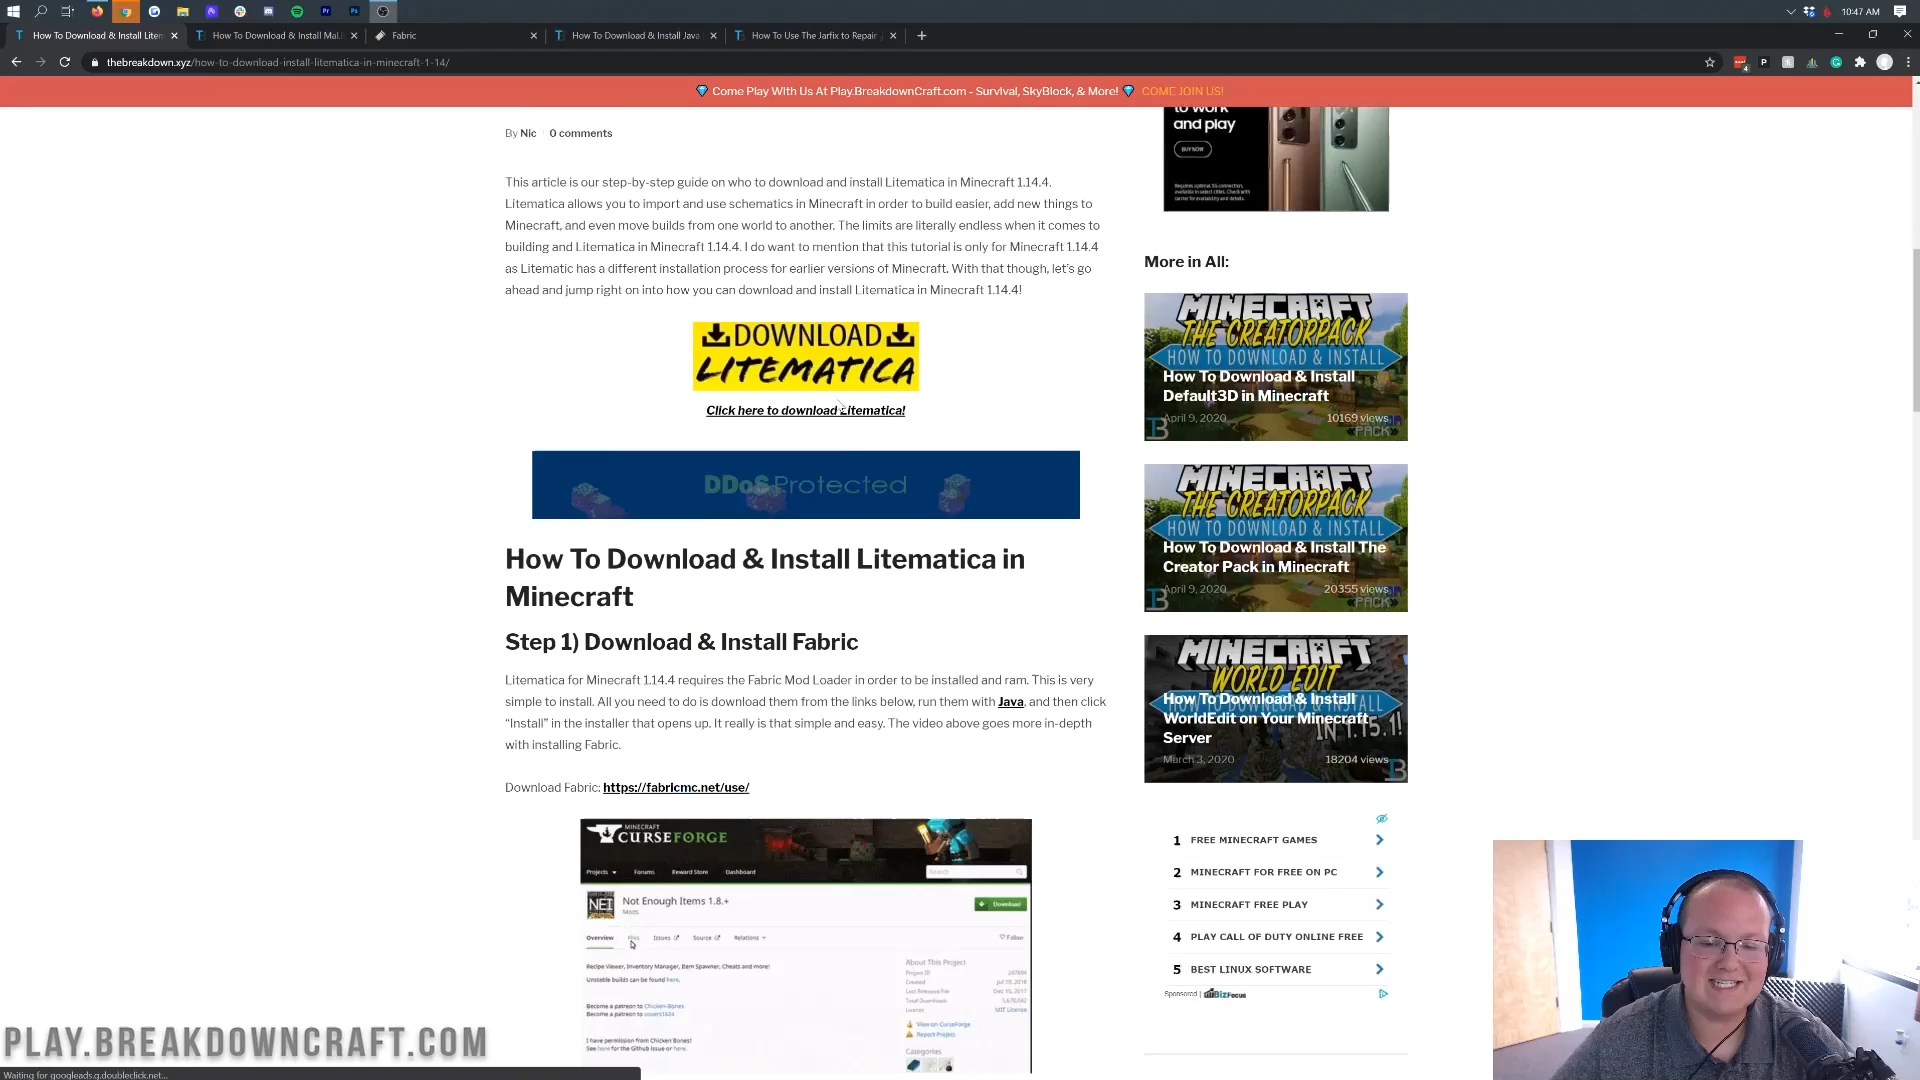 10:47 AM
How To Download & Install Litem
How To Download & Install Mal
Fabric
How To Download & Install Java
How To Use The Jarfix to Repair
thebreakdown.xyz/how-to-download-install-litematica-in-minecraft-1-14/
Come Play With Us At Play.BreakdownCraft.com - Survival, SkyBlock, & More! COME JOIN US!
to work
and play
BUY NOW
By Nic 0 comments
This article is our step-by-step guide on who to download and install Litematica in Minecraft 1.14.4.
Litematica allows you to import and use schematics in Minecraft in order to build easier, add new things to
Minecraft, and even move builds from one world to another. The limits are literally endless when it comes to
building and Litematica in Minecraft 1.14.4. I do want to mention that this tutorial is only for Minecraft 1.14.4
as Litematic has a different installation process for earlier versions of Minecraft. With that though, let's go
ahead and jump right on into how you can download and install Litematica in Minecraft 1.14.4!
DOWNLOAD
LITEMATICA
Click here to download Litematica!
DDoS Protected
How To Download & Install Litematica in
Minecraft
Step 1) Download & Install Fabric
Litematica for Minecraft 1.14.4 requires the Fabric Mod Loader in order to be installed and ram. This is very
simple to install. All you need to do is download them from the links below, run them with Java, and then click
"Install" in the installer that opens up. It really is that simple and easy. The video above goes more in-depth
with installing Fabric.
Download Fabric: https://fabricmc.net/use/
MINECRAFT
CURSEFORGE
Projects Forums Reward Store Dashboard
Search
NEI
Not Enough Items 1.8.+
Mods
Download
Overview Files Issues Source Relations
Follow
Recipe Viewer, Inventory Manager, Item Spawner, Cheats and more!
Unstable builds can be found here.
Become a patreon to Chicken-Bones
Become a patreon to covers1624
I have permission from Chicken Bones!
See here for the Github issue or here.
About This Project
Project ID
Created
Last Released File
Total Downloads
License MIT License
View on CurseForge
Report Project
Categories
More in All:
MINECRAFT
THE CREATORPACK
HOW TO DOWNLOAD & INSTALL
How To Download & Install
Default3D in Minecraft
April 9, 2020 10169 views
PACK
MINECRAFT
THE CREATORPACK
HOW TO DOWNLOAD & INSTALL
How To Download & Install The
Creator Pack in Minecraft
April 9, 2020 20355 views
PACK
MINECRAFT
WORLD EDIT
HOW TO DOWNLOAD & INSTALL
How To Download & Install
WorldEdit on Your Minecraft
Server
IN 1.15.1!
March 3, 2020 18204 views
1 FREE MINECRAFT GAMES
2 MINECRAFT FOR FREE ON PC
3 MINECRAFT FREE PLAY
4 PLAY CALL OF DUTY ONLINE FREE
5 BEST LINUX SOFTWARE
Sponsored | BizFocus
PLAY.BREAKDOWNCRAFT.COM
Waiting for googleads.g.doubleclick.net...